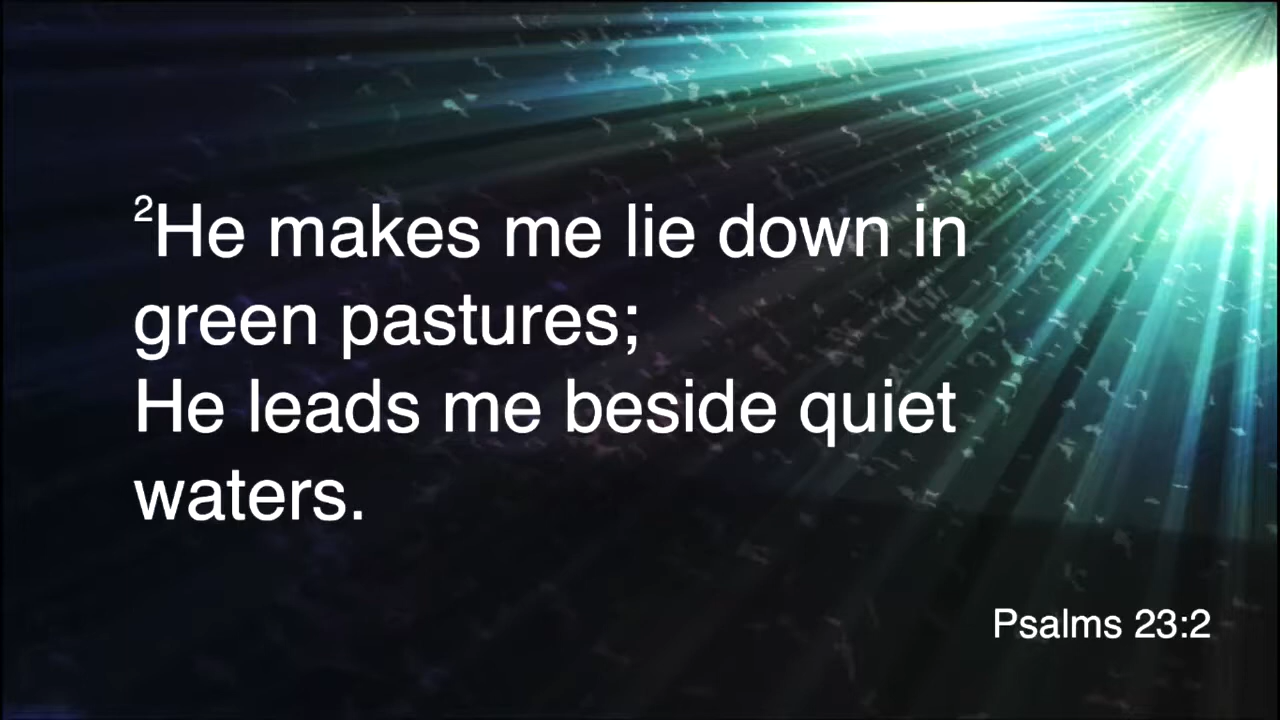 ²He makes me lie down in
green pastures;
He leads me beside quiet
waters.
Psalms 23:2